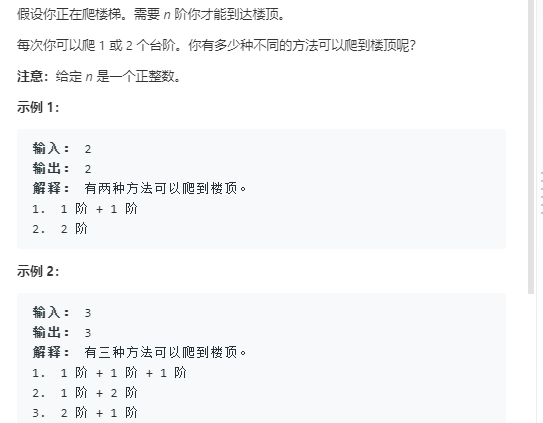 假设你正在爬楼梯。需要 n 阶你才能到达楼顶。
每次你可以爬 1 或 2 个台阶。你有多少种不同的方法可以爬到楼顶呢？
注意：给定 n 是一个正整数。
示例 1：
输入： 2
输出： 2
解释： 有两种方法可以爬到楼顶。
1. 1 阶 + 1 阶
2. 2 阶
示例 2：
输入： 3
输出： 3
解释： 有三种方法可以爬到楼顶。
1. 1 阶 + 1 阶 + 1 阶
2. 1 阶 + 2 阶
3. 2 阶 + 1 阶